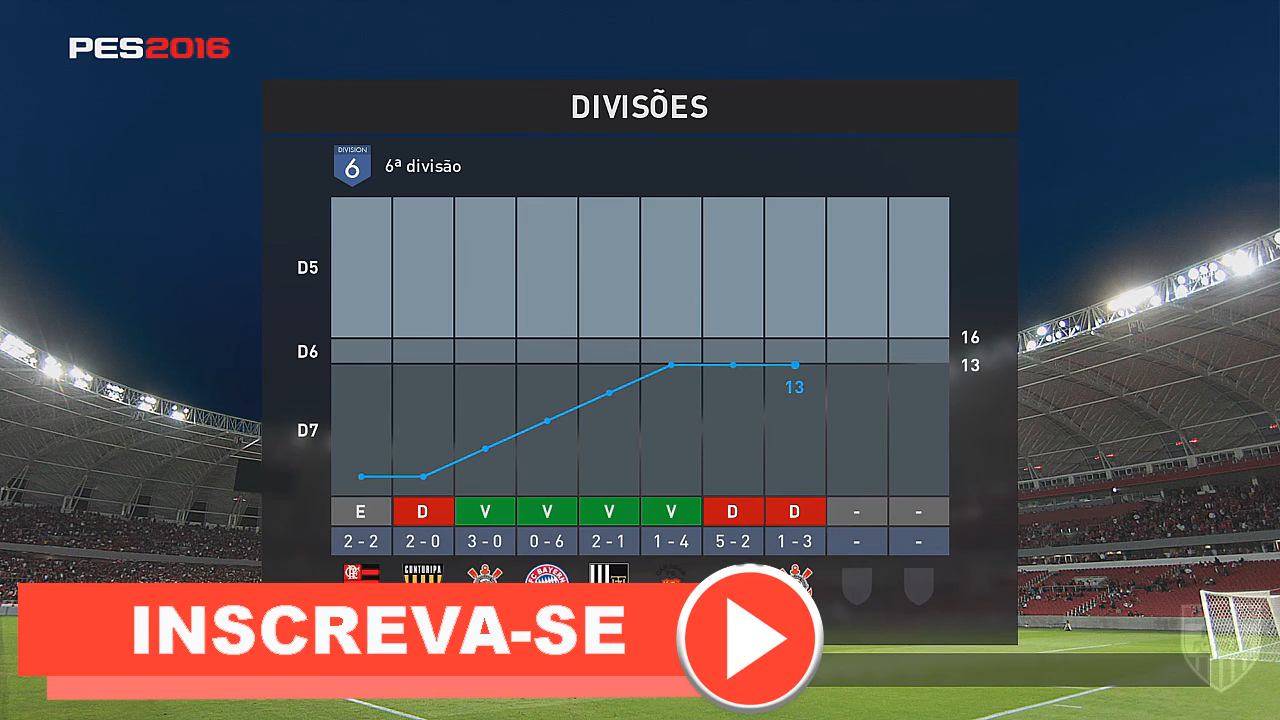 PES2016
DIVISÕES
DIVISION
6
6ª divisão
D5
D6
D7
16
13
13
E D V V V V D D - -
2 - 2 2 - 0 3 - 0 0 - 6 2 - 1 1 - 4 5 - 2 1 - 3 - -
CENTURIPA
INSCREVA-SE